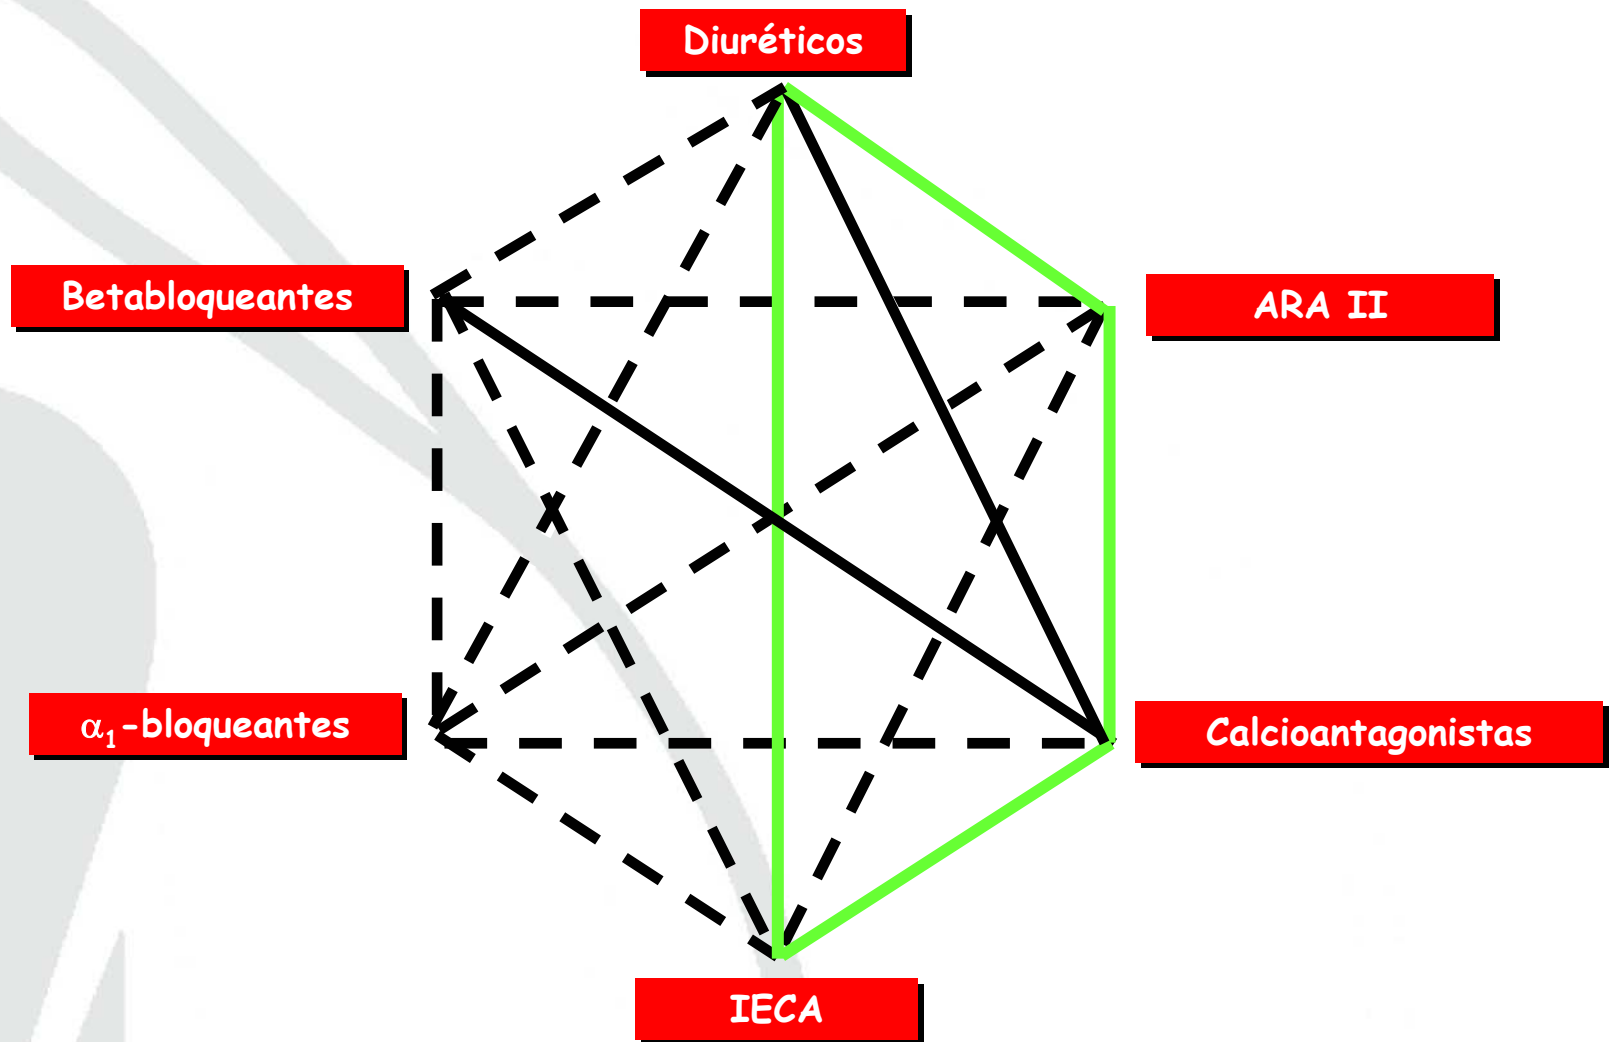 Diuréticos
Betabloqueantes
ARA II
α₁-bloqueantes
Calcioantagonistas
IECA